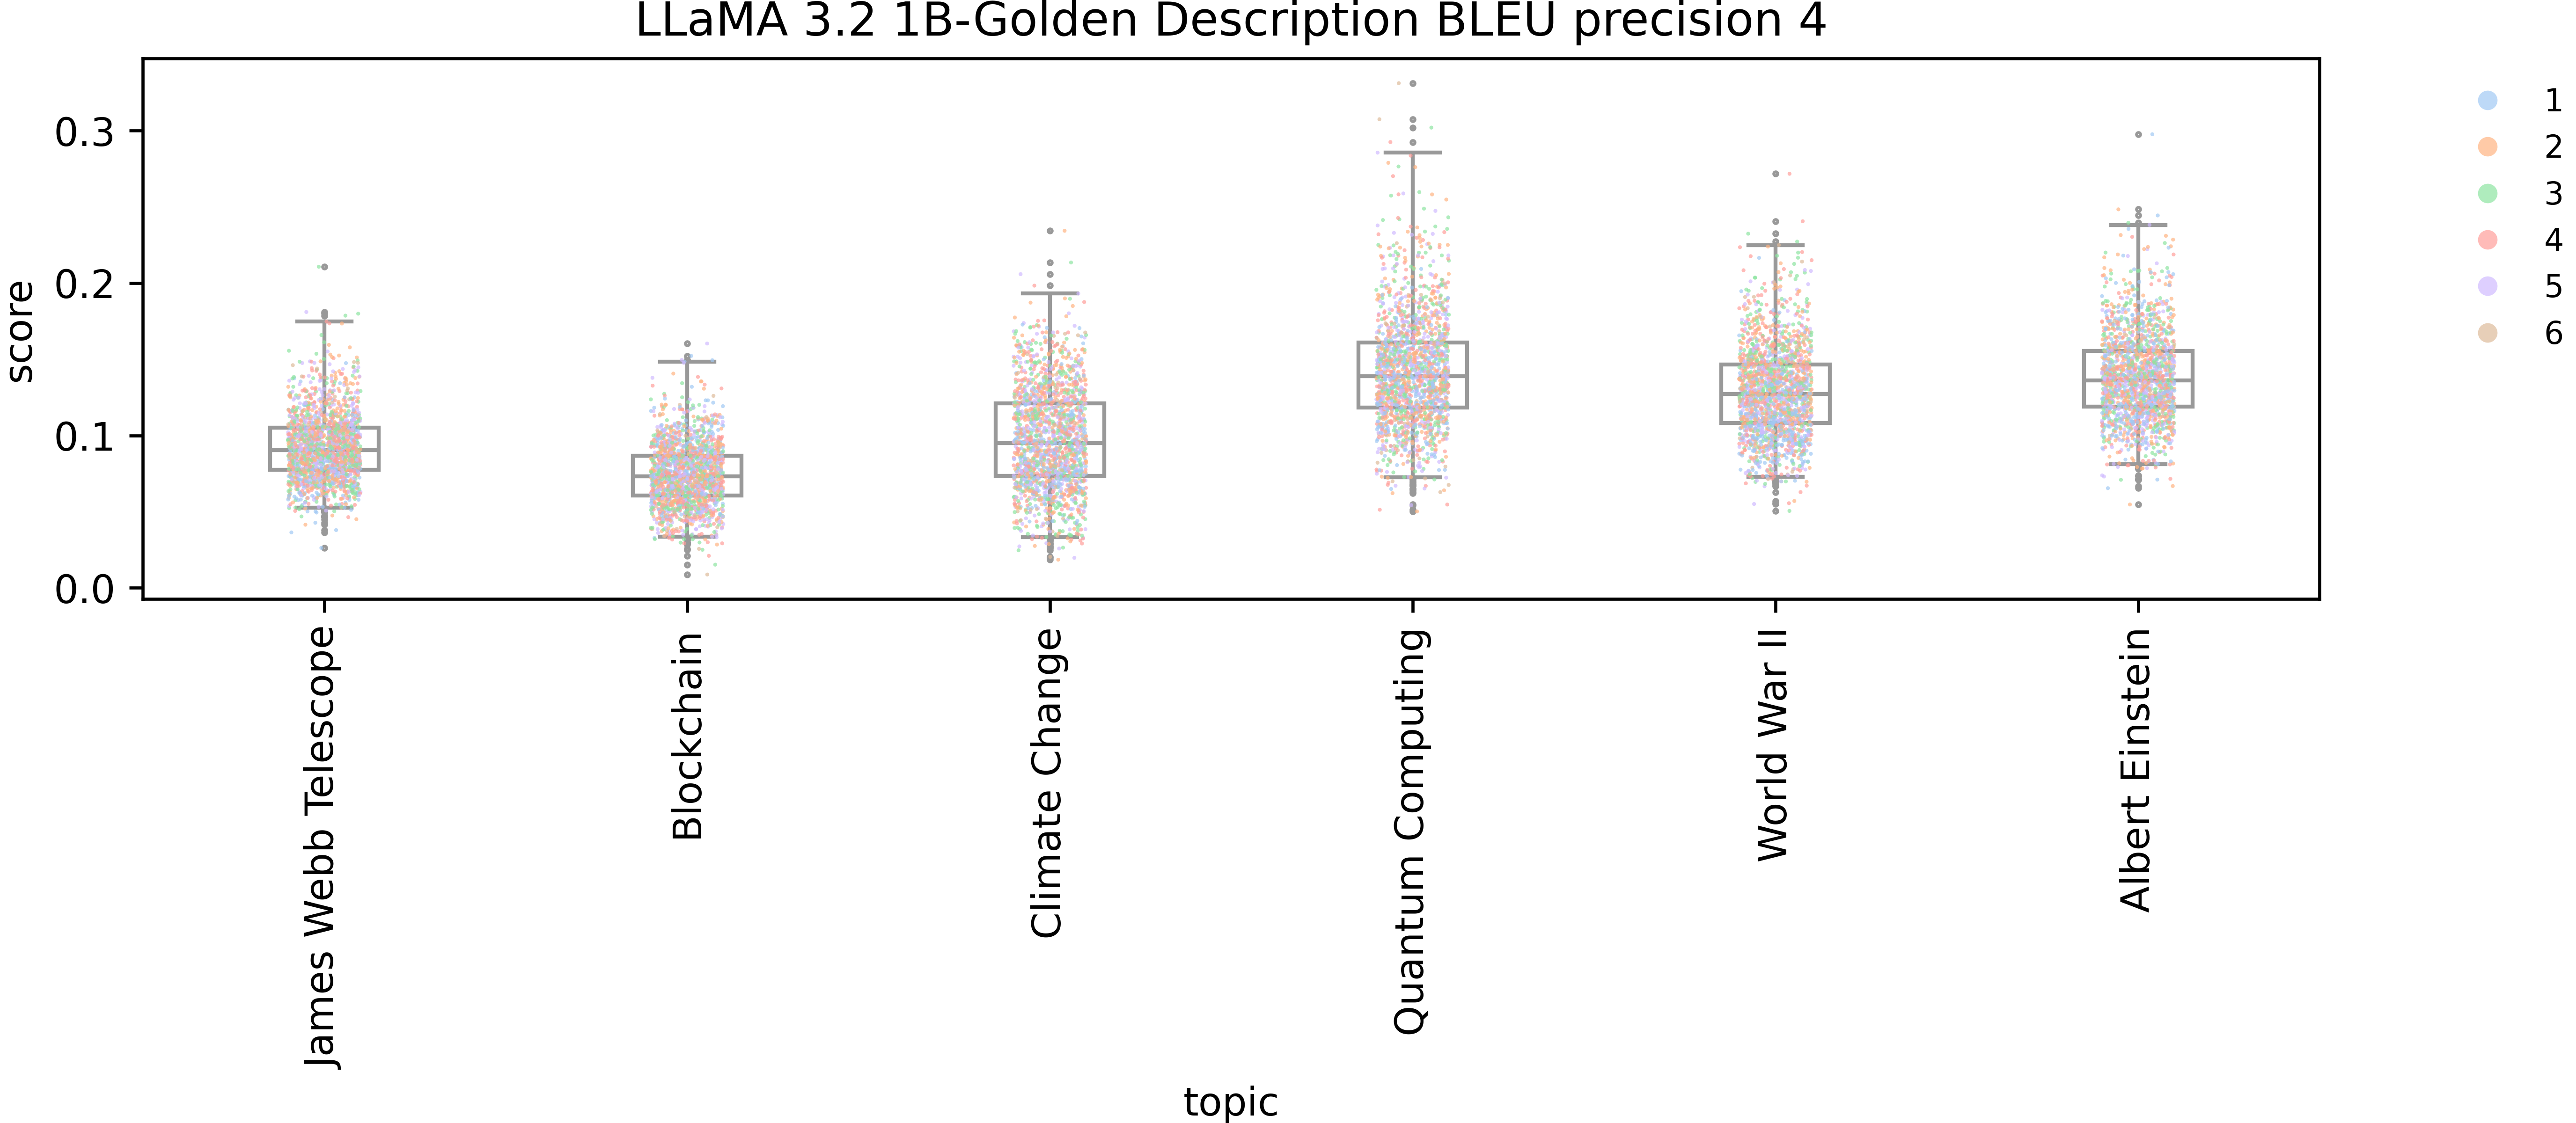 LLaMA 3.2 1B-Golden Description BLEU precision 4
score
0.3
0.2
0.1
0.0
James Webb Telescope
Blockchain
Climate Change
Quantum Computing
World War II
Albert Einstein
topic
1
2
3
4
5
6